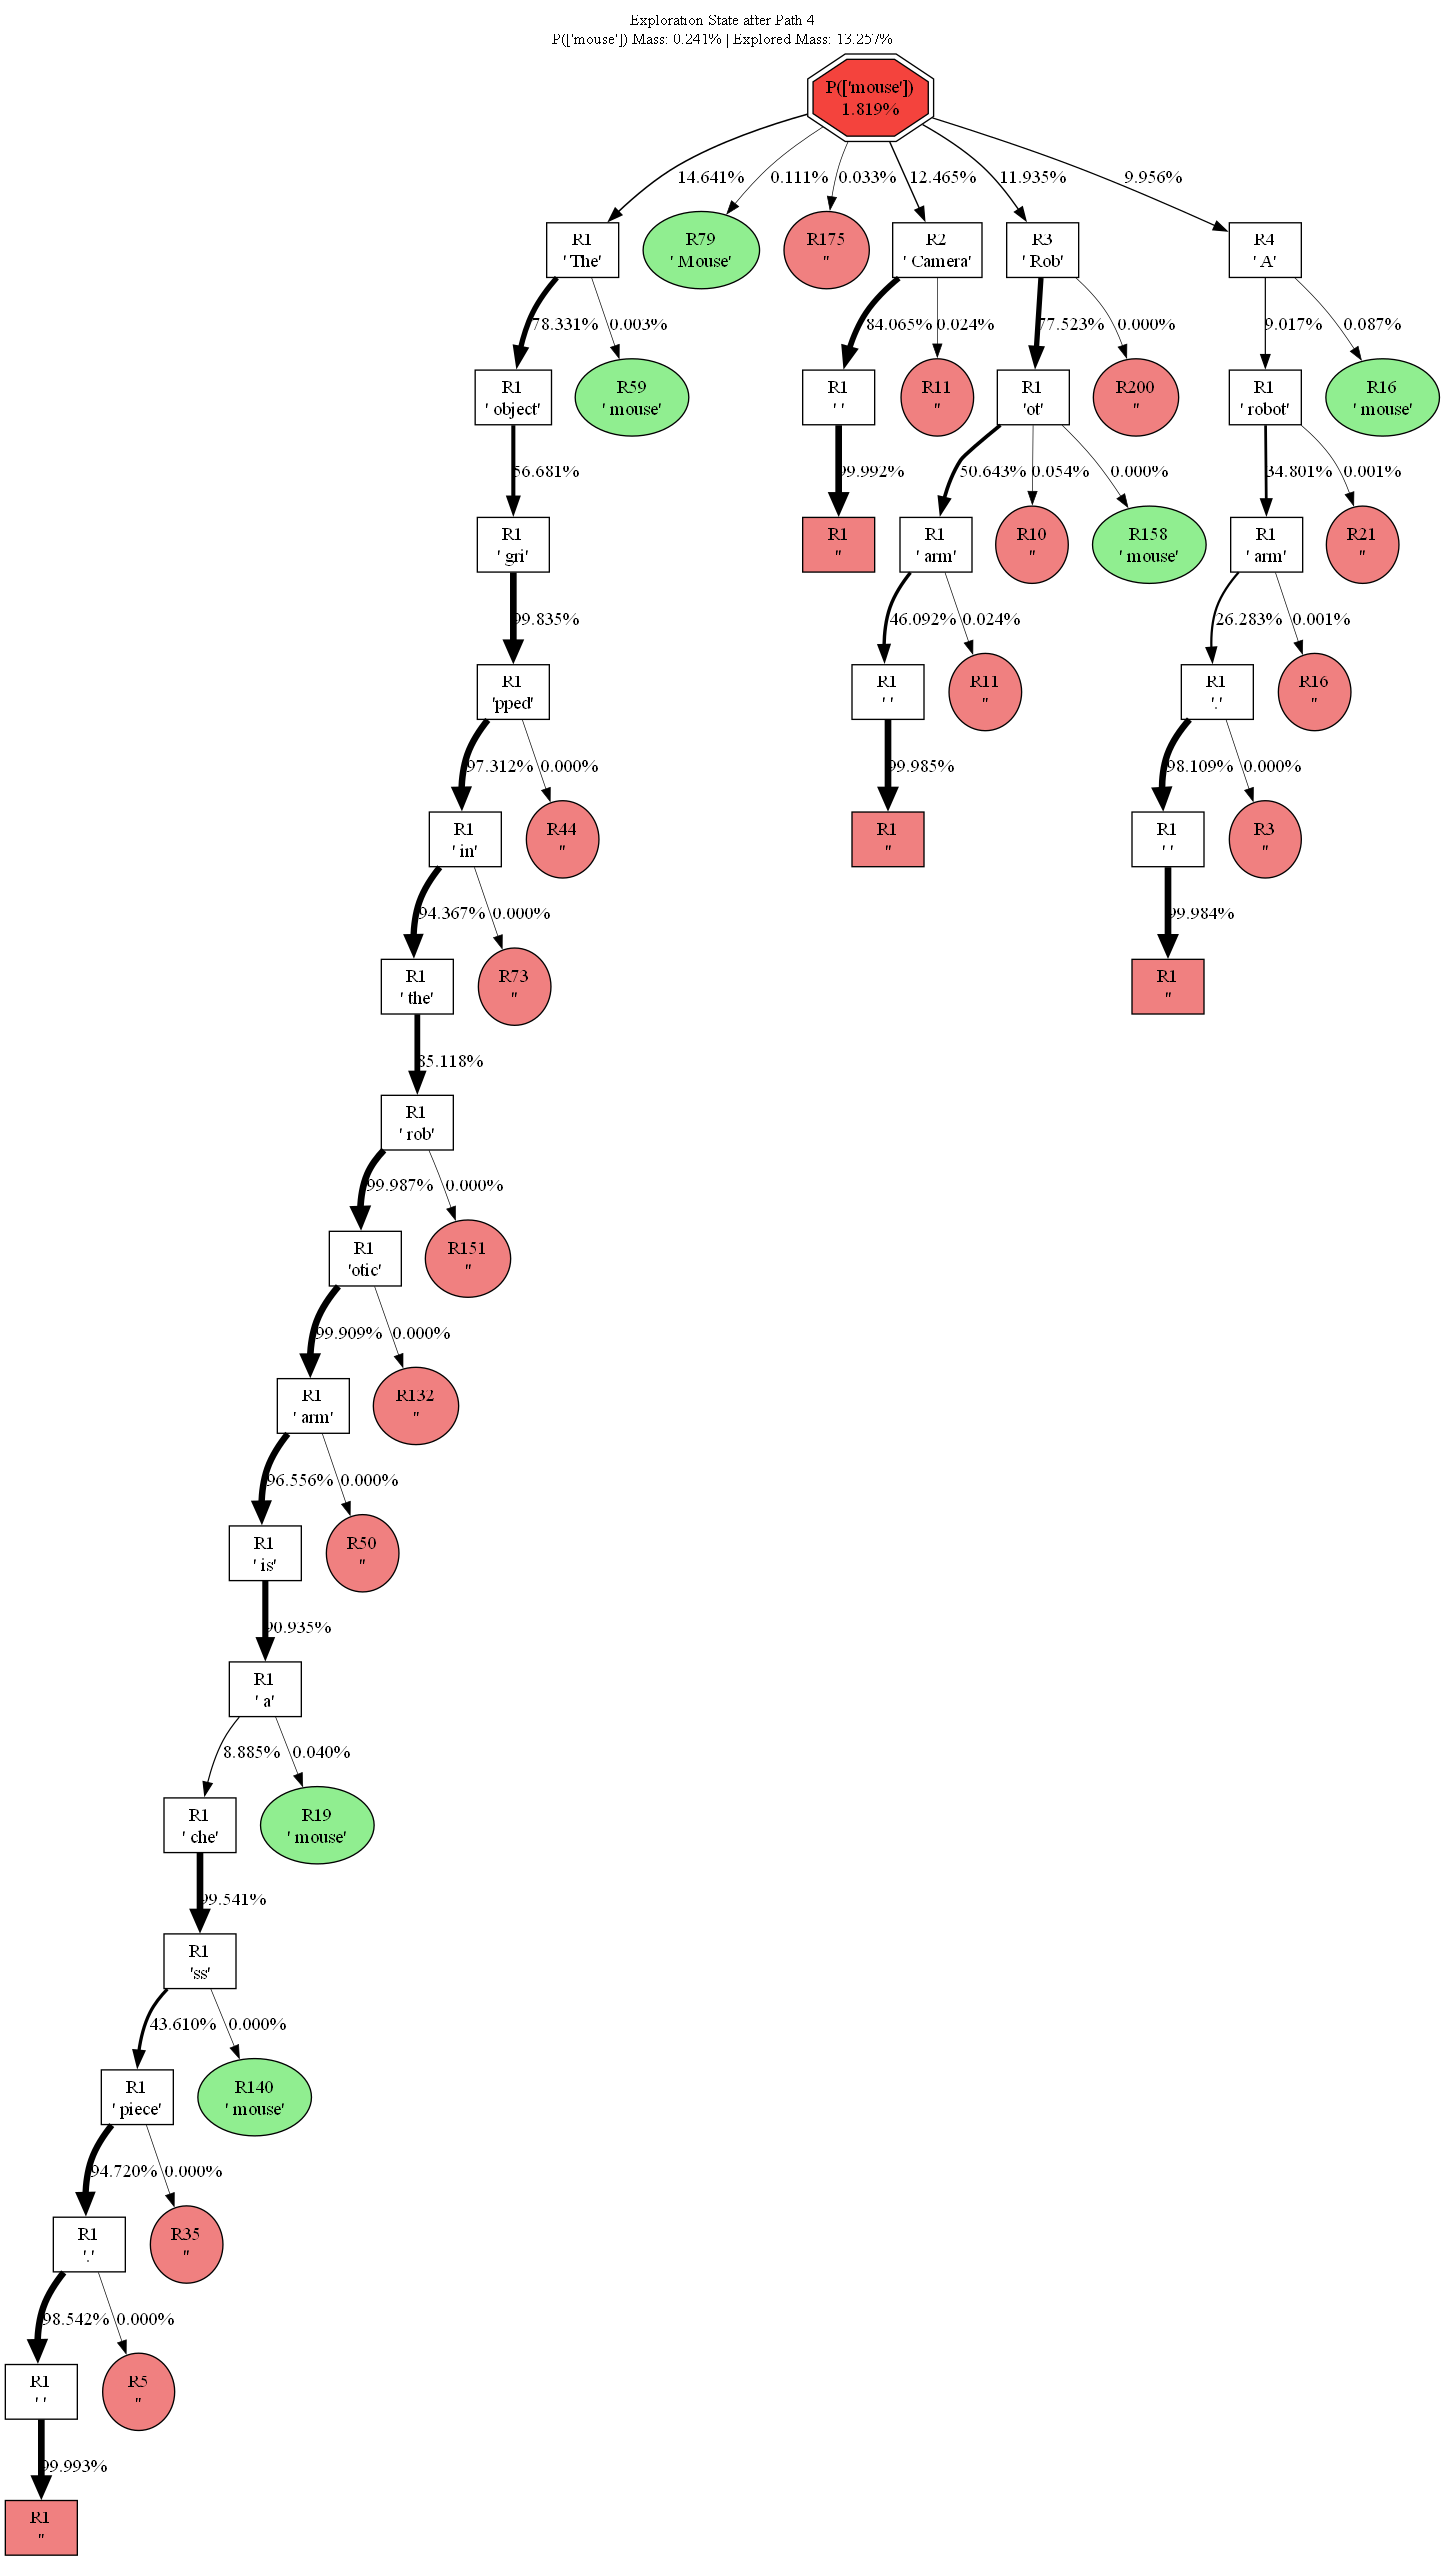 Exploration State after Path 4
P(['mouse']) Mass: 0.241% | Explored Mass: 13.257%
P(['mouse'])
1.819%
14.641%
0.111%
0.033%
12.465%
11.935%
9.956%
R1
' The'
R79
' Mouse'
R175
''
R2
' Camera'
R3
' Rob'
R4
' A'
78.331%
0.003%
84.065%
0.024%
77.523%
0.000%
9.017%
0.087%
R1
' object'
R59
' mouse'
R1
' '
R11
''
R1
'ot'
R200
''
R1
' robot'
R16
' mouse'
56.681%
99.992%
50.643%
0.054%
0.000%
34.801%
0.001%
R1
' gri'
R1
''
R1
' arm'
R10
''
R158
' mouse'
R1
' arm'
R21
''
99.835%
46.092%
0.024%
26.283%
0.001%
R1
'pped'
R1
' '
R11
''
R1
'.'
R16
''
97.312%
0.000%
99.985%
98.109%
0.000%
R1
' in'
R44
''
R1
''
R1
' '
R3
''
94.367%
0.000%
99.984%
R1
' the'
R73
''
R1
''
85.118%
R1
' rob'
99.987%
0.000%
R1
'otic'
R151
''
99.909%
0.000%
R1
' arm'
R132
''
96.556%
0.000%
R1
' is'
R50
''
90.935%
R1
' a'
8.885%
0.040%
R1
' che'
R19
' mouse'
99.541%
R1
'ss'
43.610%
0.000%
R1
' piece'
R140
' mouse'
94.720%
0.000%
R1
'.'
R35
''
98.542%
0.000%
R1
' '
R5
''
99.993%
R1
''